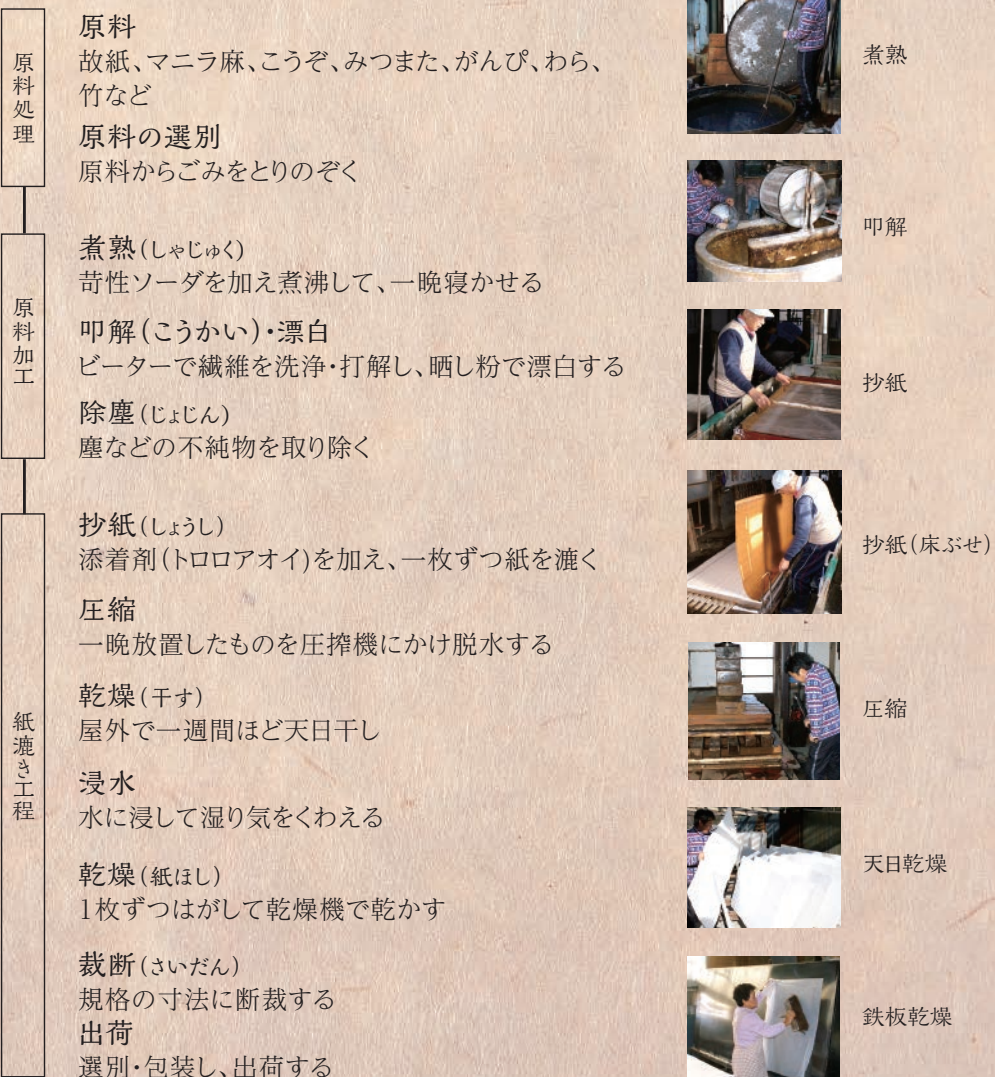 原料処理
原料
故紙、マニラ麻、こうぞ、みつまた、がんぴ、わら、
竹など
原料の選別
原料からごみをとりのぞく
原料加工
煮熟(しゃじゅく)
苛性ソーダを加え煮沸して、一晩寝かせる
叩解(こうかい)・漂白
ビーターで繊維を洗浄・打解し、晒し粉で漂白する
除塵(じょじん)
塵などの不純物を取り除く
紙漉き工程
抄紙(しょうし)
添着剤(トロロアオイ)を加え、一枚ずつ紙を漉く
圧縮
一晩放置したものを圧搾機にかけ脱水する
乾燥(干す)
屋外で一週間ほど天日干し
浸水
水に浸して湿り気をくわえる
乾燥(紙ほし)
1枚ずつはがして乾燥機で乾かす
裁断(さいだん)
規格の寸法に断裁する
出荷
選別・包装し、出荷する
煮熟
叩解
抄紙
抄紙(床ぶせ)
圧縮
天日乾燥
鉄板乾燥